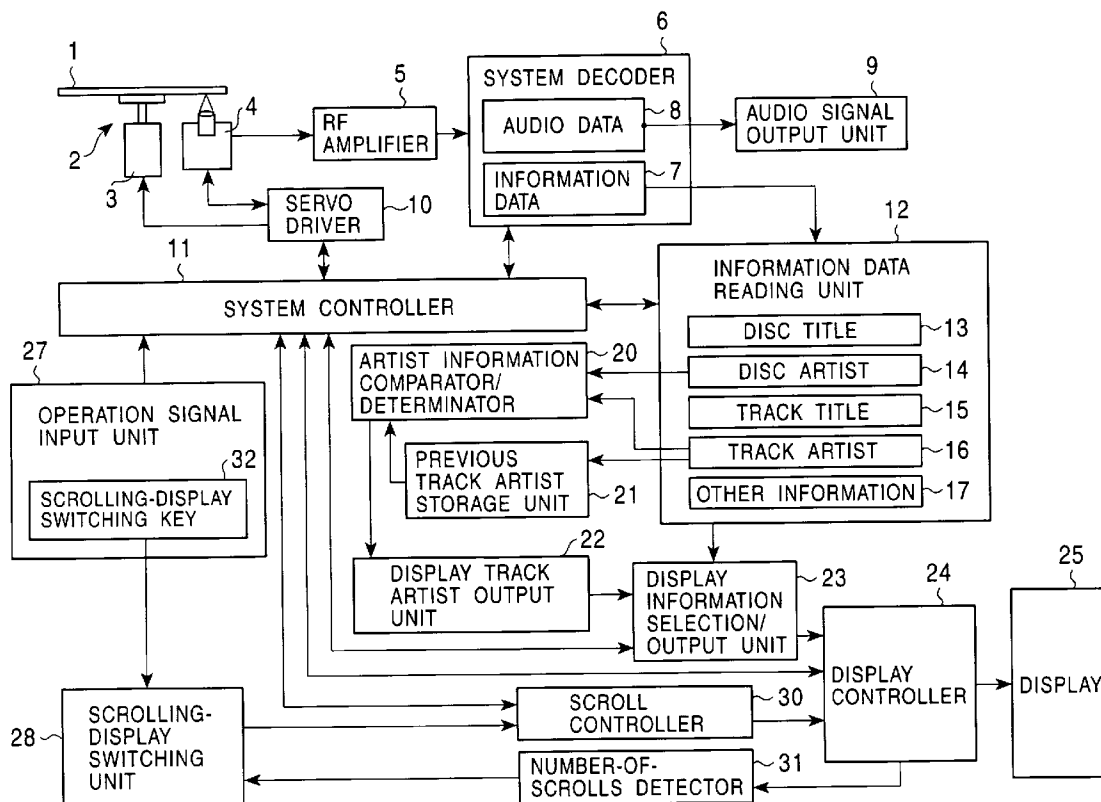 1
2
3
4
5
RF
AMPLIFIER
6
SYSTEM DECODER
AUDIO DATA
8
INFORMATION
DATA
7
9
AUDIO SIGNAL
OUTPUT UNIT
SERVO
DRIVER
10
11
SYSTEM CONTROLLER
12
INFORMATION DATA
READING UNIT
DISC TITLE
13
DISC ARTIST
14
TRACK TITLE
15
TRACK ARTIST
16
OTHER INFORMATION
17
20
ARTIST INFORMATION
COMPARATOR/
DETERMINATOR
PREVIOUS
TRACK ARTIST
STORAGE UNIT
21
27
OPERATION SIGNAL
INPUT UNIT
32
SCROLLING-DISPLAY
SWITCHING KEY
22
DISPLAY TRACK
ARTIST OUTPUT
UNIT
23
DISPLAY
INFORMATION
SELECTION/
OUTPUT UNIT
24
DISPLAY
CONTROLLER
25
DISPLAY
28
SCROLLING-
DISPLAY
SWITCHING
UNIT
SCROLL
CONTROLLER
30
NUMBER-OF-
SCROLLS DETECTOR
31